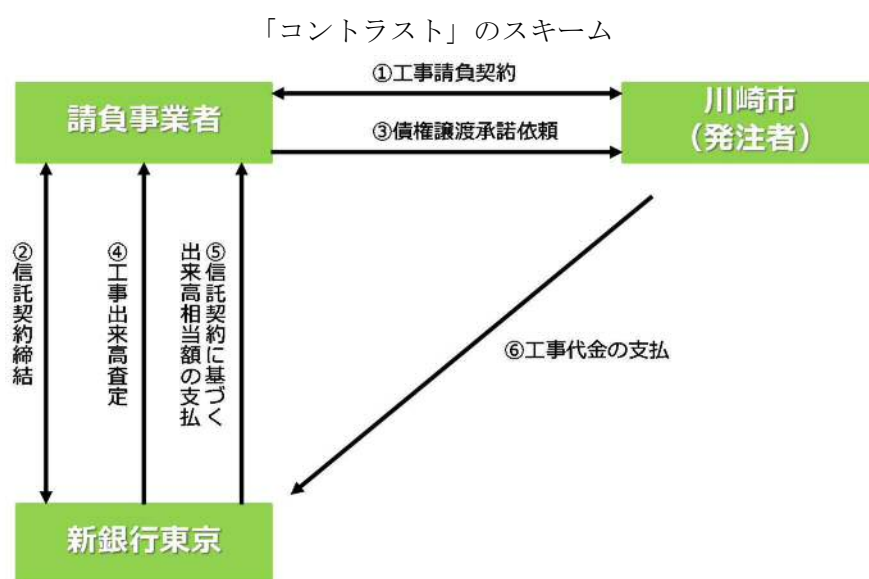 「コントラスト」のスキーム
①工事請負契約
請負事業者
川崎市
（発注者）
③債権譲渡承諾依頼
②信託契約締結
④工事出来高査定
⑤信託契約に基づく
出来高相当額の支払
⑥工事代金の支払
新銀行東京